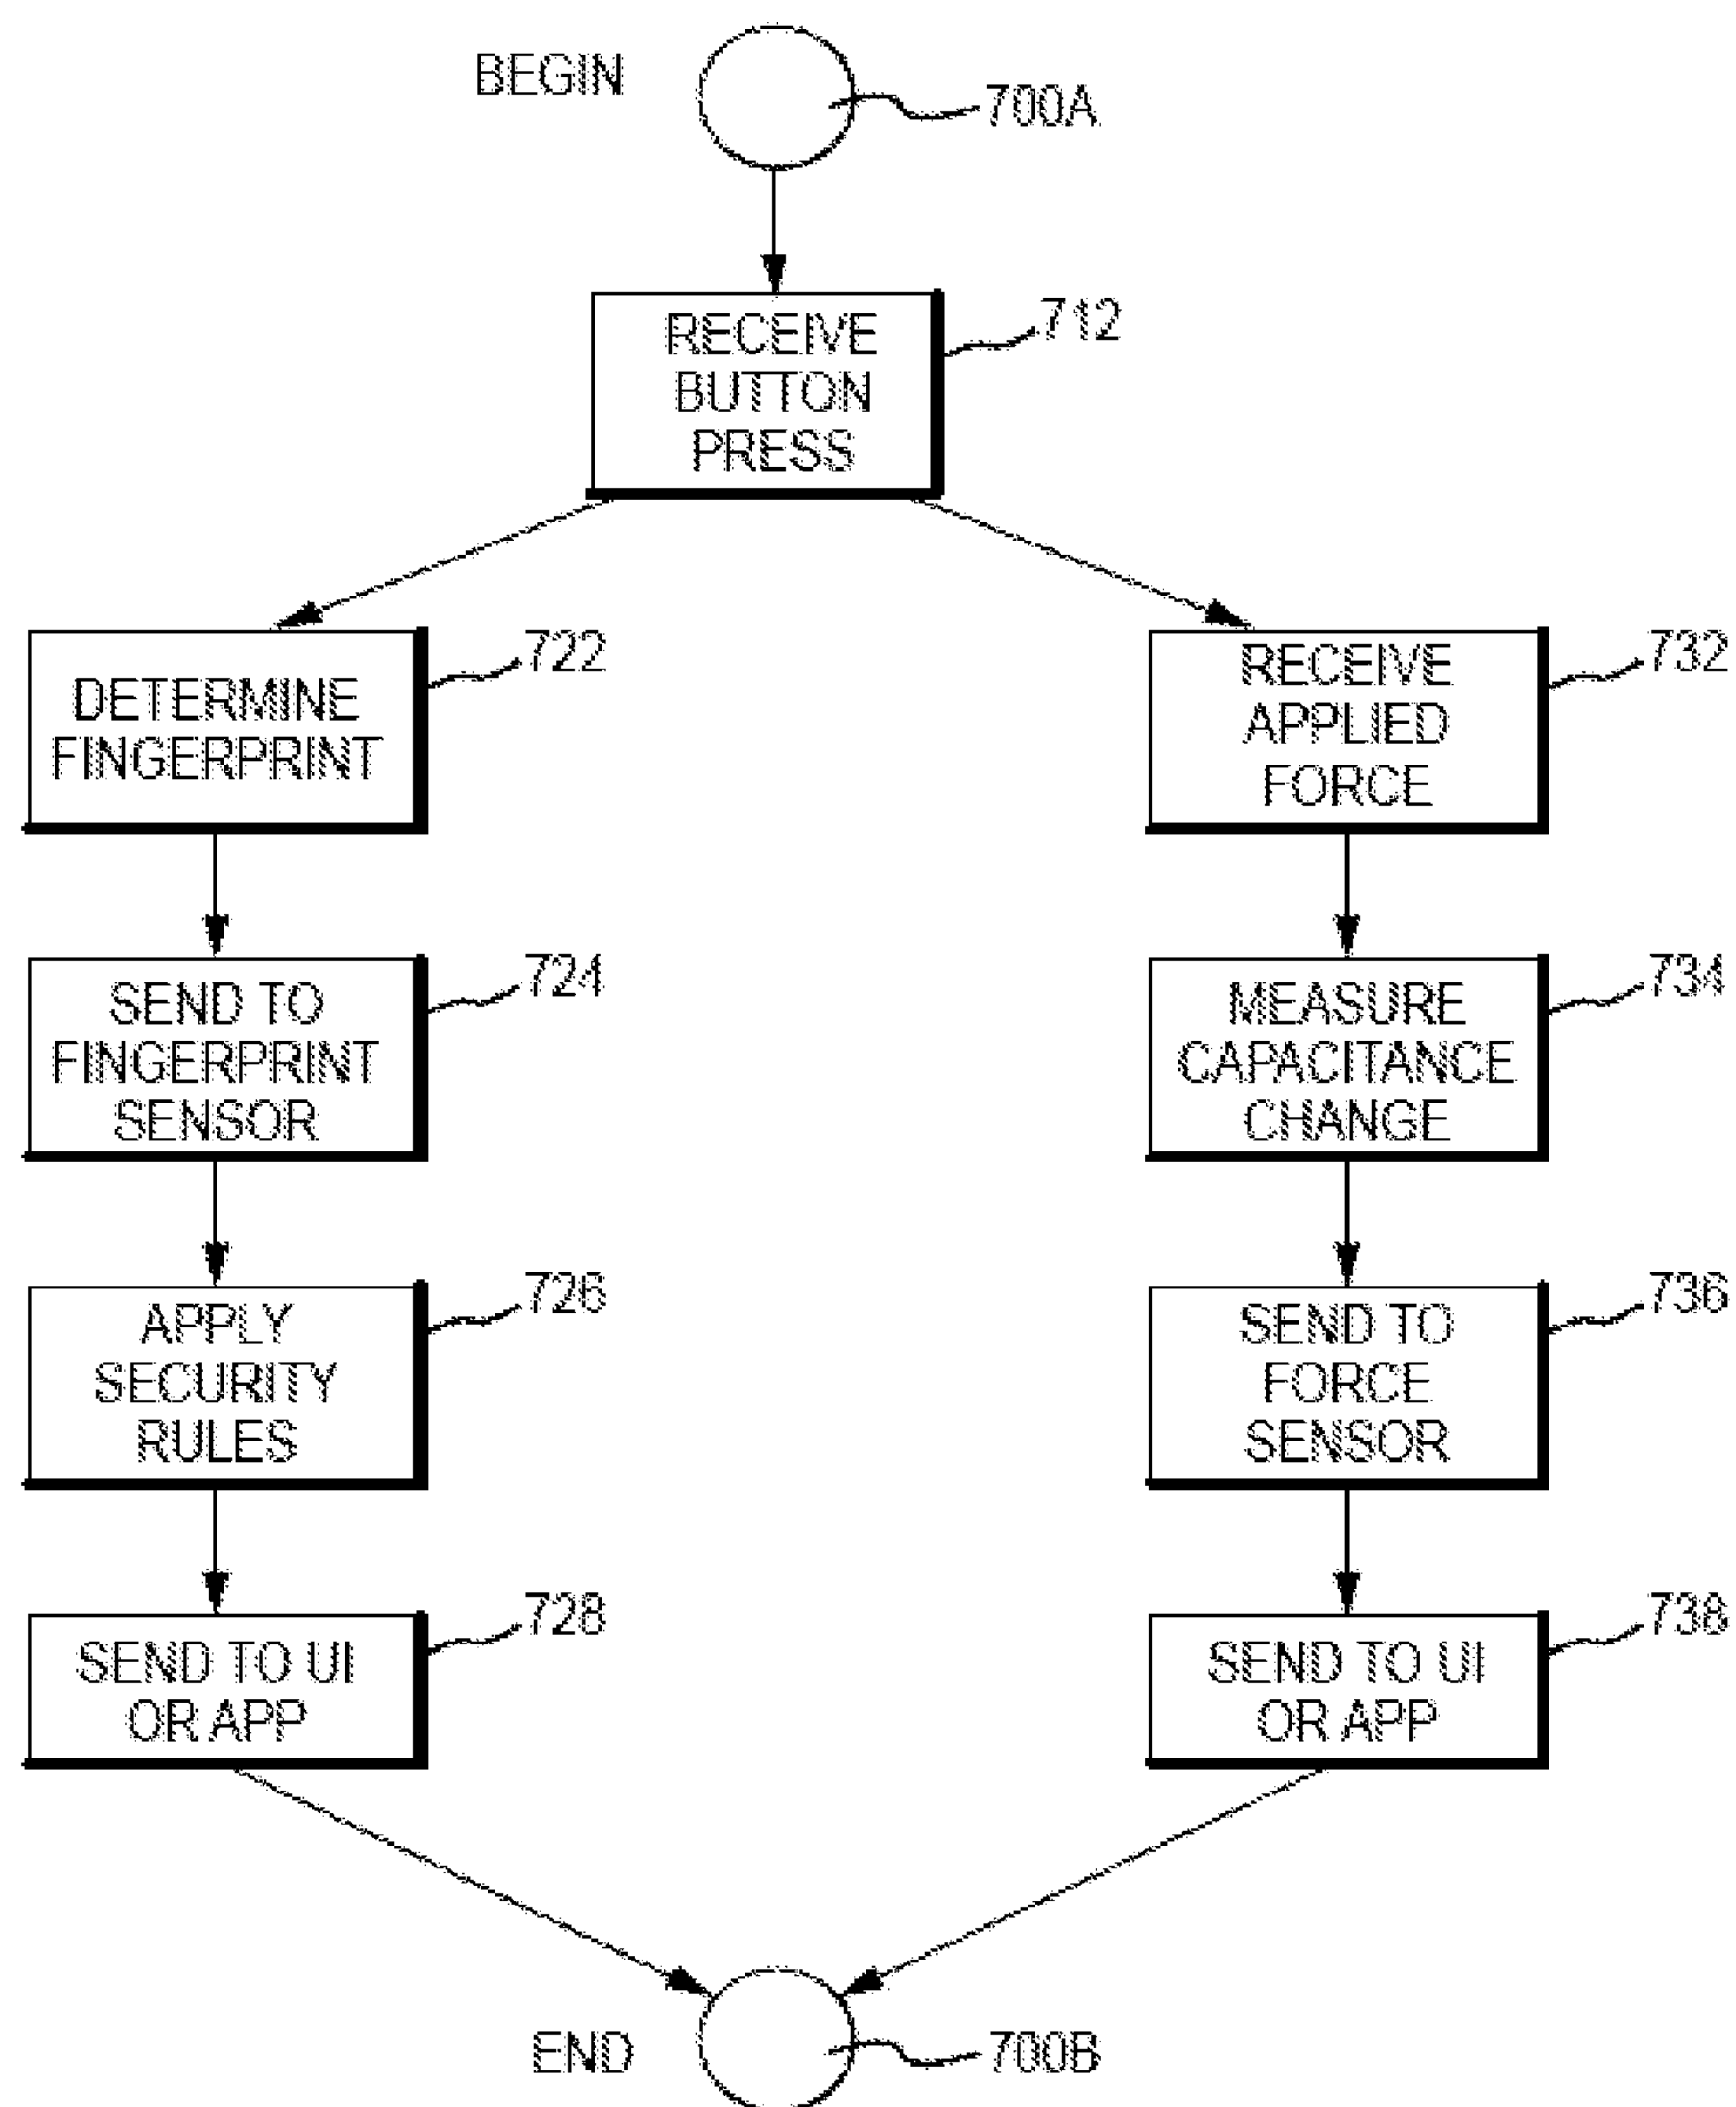 BEGIN
700A
RECEIVE
BUTTON
PRESS
712
DETERMINE
FINGERPRINT
722
RECEIVE
APPLIED
FORCE
732
SEND TO
FINGERPRINT
SENSOR
724
MEASURE
CAPACITANCE
CHANGE
734
APPLY
SECURITY
RULES
726
SEND TO
FORCE
SENSOR
736
SEND TO UI
OR APP
728
SEND TO UI
OR APP
738
END
700B